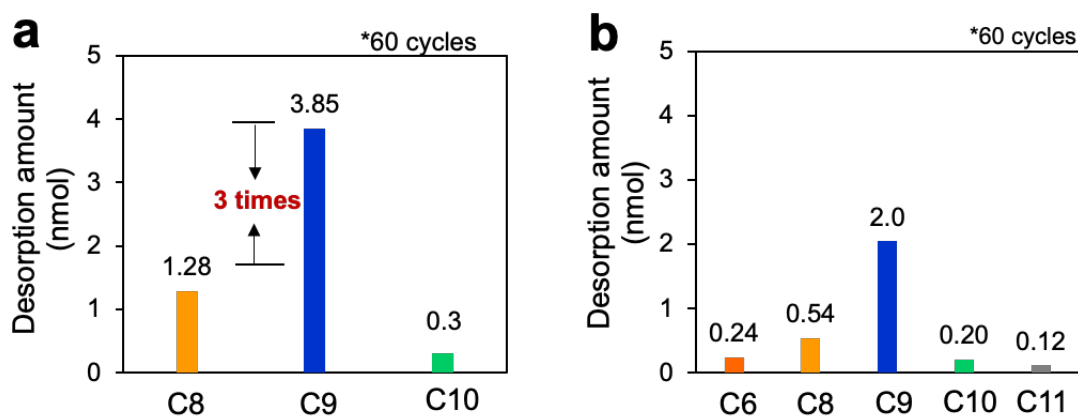 a
*60 cycles
Desorption amount
(nmol)
5
4
3
2
1
0
3.85
3 times
1.28
0.3
C8
C9
C10
b
*60 cycles
Desorption amount
(nmol)
5
4
3
2
1
0
0.24
0.54
2.0
0.20
0.12
C6
C8
C9
C10
C11